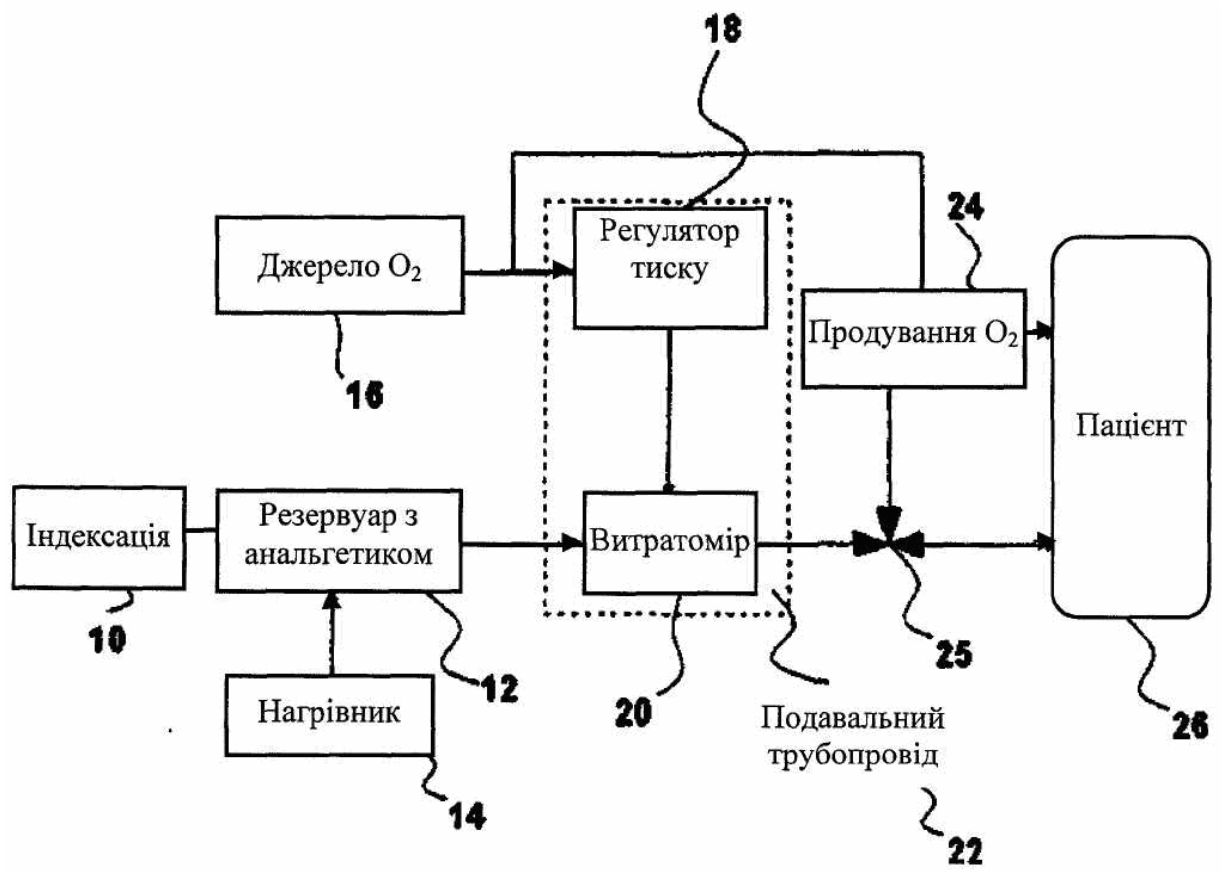 18
Регулятор
тиску
24
Джерело O₂
Продування O₂
16
Пацієнт
Індексація
Резервуар з
анальгетиком
Витратомір
10
12
20
25
26
Нагрівник
Подавальний
трубопровід
14
22